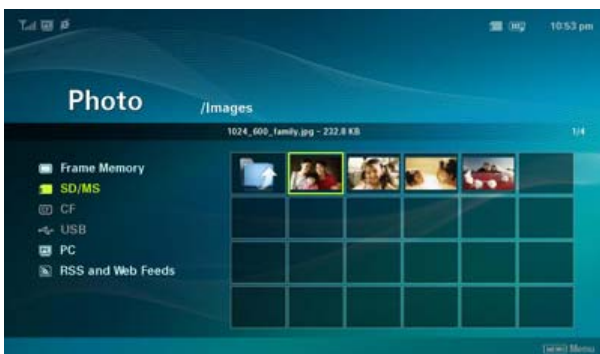 10:53 pm
Photo
/Images
1024_600_family.jpg - 232.8 KB
1/4
Frame Memory
SD/MS
CF
USB
PC
RSS and Web Feeds
Menu